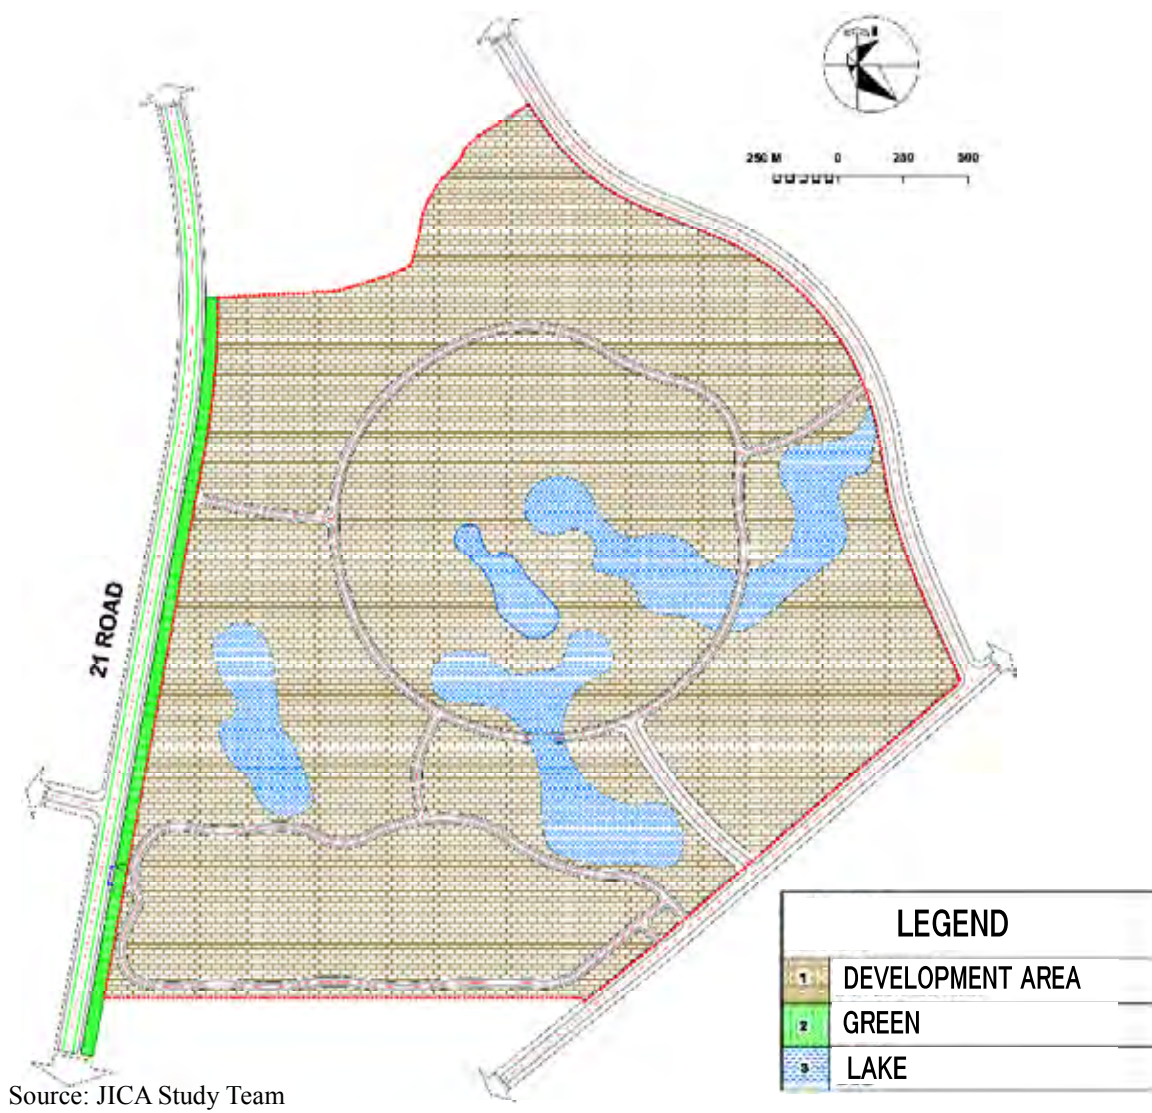 250 M 0 250 500
21 ROAD
LEGEND
1 DEVELOPMENT AREA
2 GREEN
3 LAKE
Source: JICA Study Team